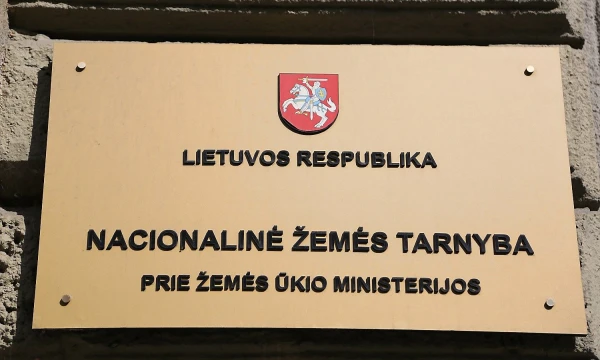 LIETUVOS RESPUBLIKA
NACIONALINĖ ŽEMĖS TARNYBA
PRIE ŽEMĖS ŪKIO MINISTERIJOS